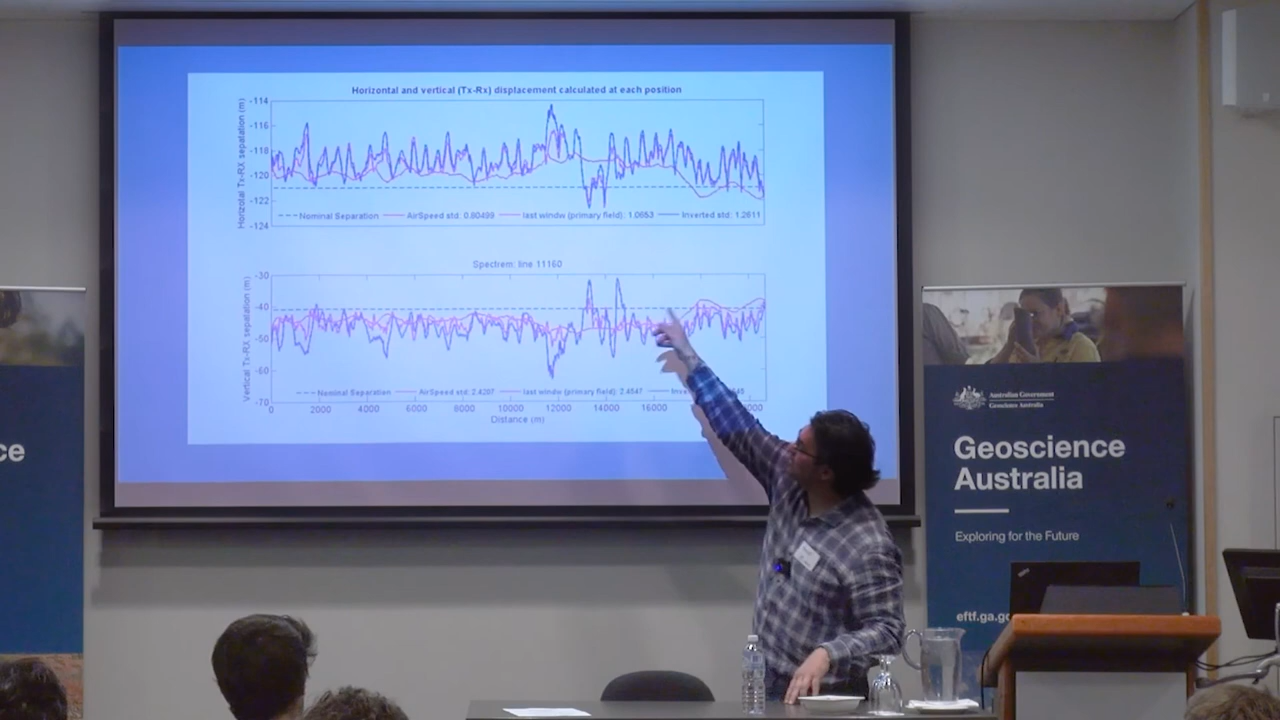 Horizontal and vertical (Tx-Rx) displacement calculated at each position
Horizotal Tx-RX sepatation (m)
-114
-116
-118
-120
-122
-124
Nominal Separation
AirSpeed std: 0.80499
last windw (primary field): 1.0653
Inverted std: 1.2811
Spectrem: line 11160
Vertical Tx-RX sepatation (m)
-30
-40
-50
-60
-70
Nominal Separation
AirSpeed std: 2.4207
last windw (primary field): 2.4547
0
2000
4000
6000
8000
10000
12000
14000
16000
Distance (m)
ce
Australian Government
Geoscience Australia
Geoscience
Australia
Exploring for the Future
eftf.ga.go